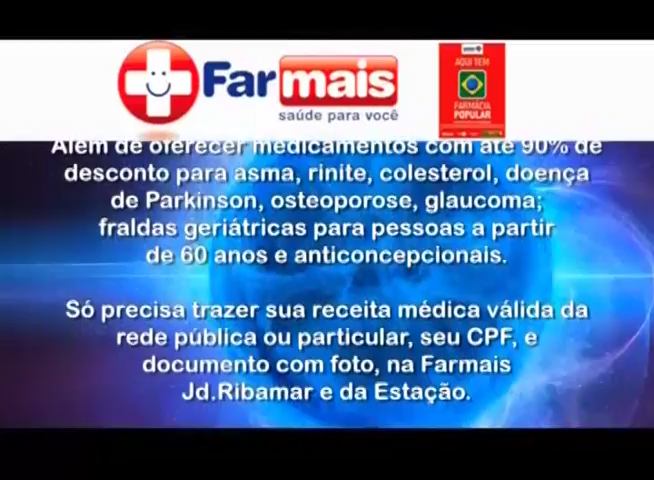 Farmais
saúde para você
AQUI TEM
FARMÁCIA
POPULAR
Além de oferecer medicamentos com até 90% de
desconto para asma, rinite, colesterol, doença
de Parkinson, osteoporose, glaucoma;
fraldas geriátricas para pessoas a partir
de 60 anos e anticoncepcionais.
Só precisa trazer sua receita médica válida da
rede pública ou particular, seu CPF, e
documento com foto, na Farmais
Jd.Ribamar e da Estação.